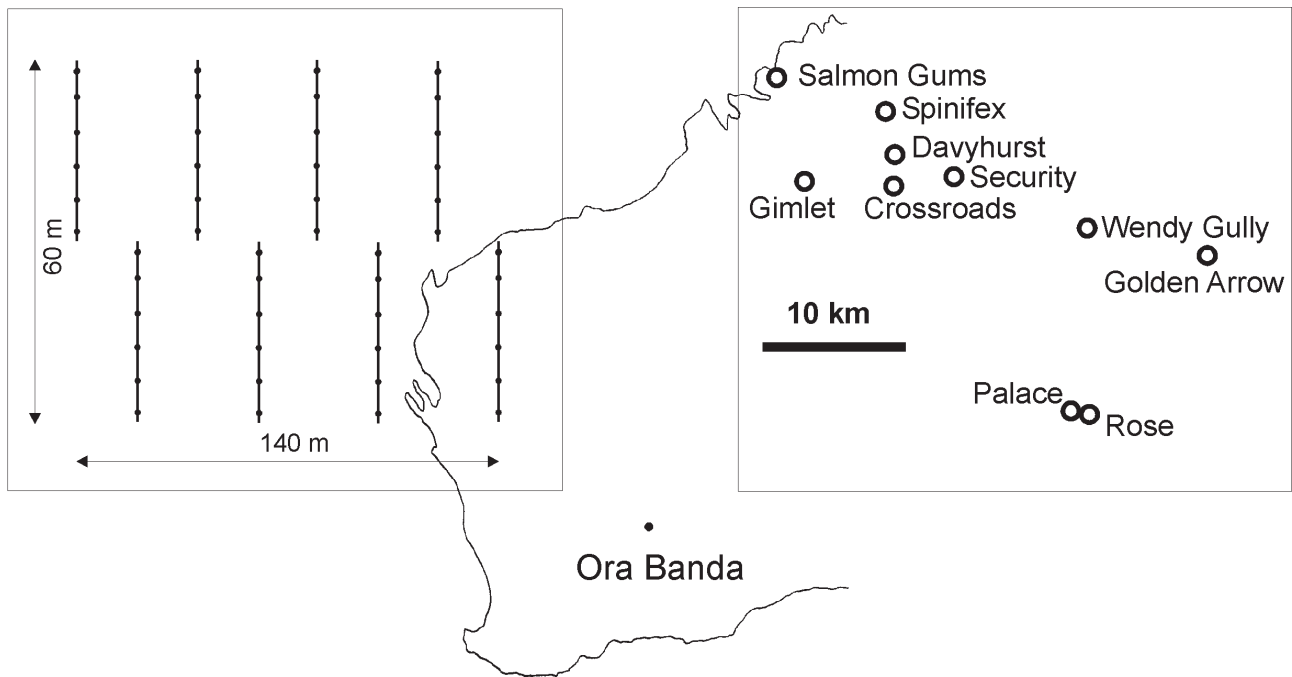 60 m
140 m
Salmon Gums
Spinifex
Davyhurst
Security
Gimlet
Crossroads
Wendy Gully
Golden Arrow
10 km
Palace
Rose
Ora Banda